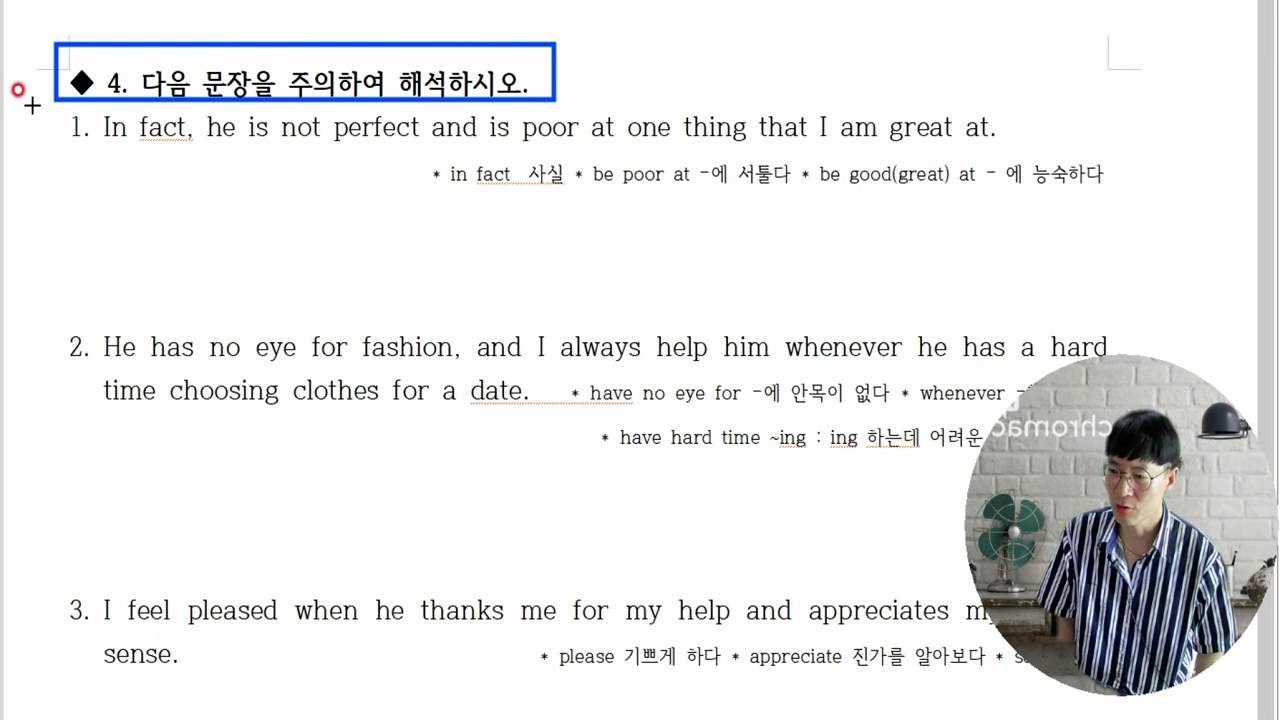 ◆ 4. 다음 문장을 주의하여 해석하시오.
1. In fact, he is not perfect and is poor at one thing that I am great at.
* in fact 사실 * be poor at -에 서툴다 * be good(great) at - 에 능숙하다
2. He has no eye for fashion, and I always help him whenever he has a hard
time choosing clothes for a date. * have no eye for -에 안목이 없다 * whenever
* have hard time ~ing : ing 하는데 어려운
3. I feel pleased when he thanks me for my help and appreciates
sense. * please 기쁘게 하다 * appreciate 진가를 알아보다 *